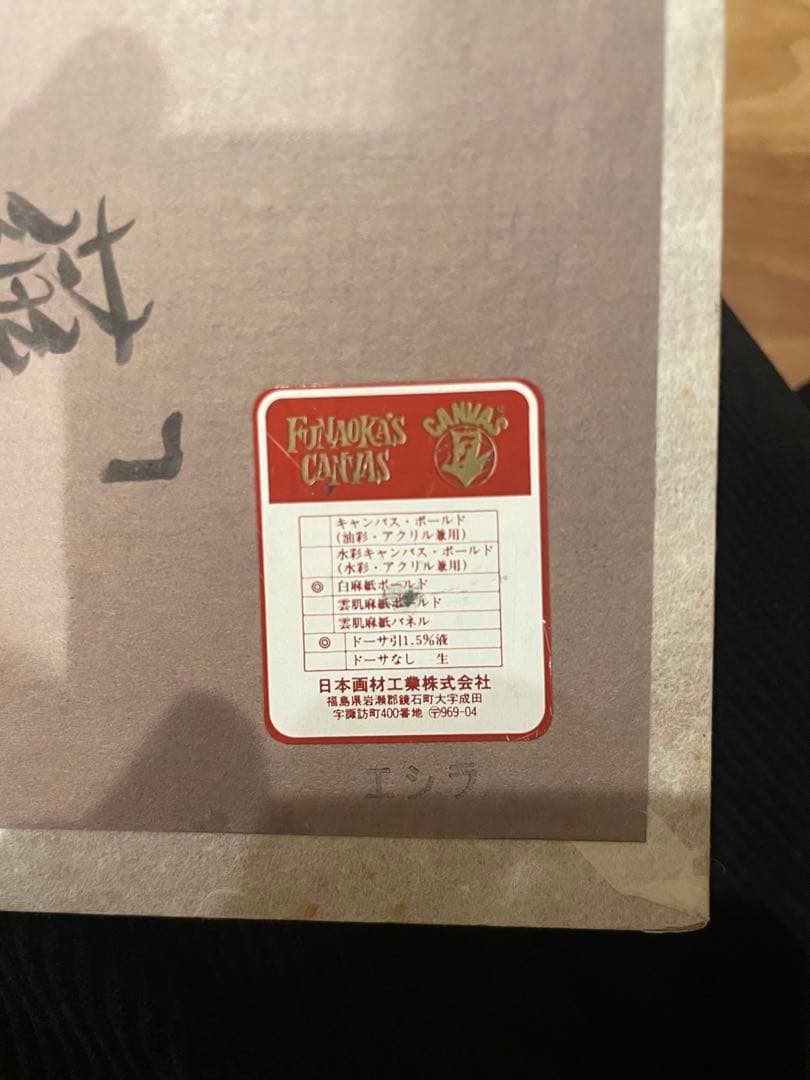 FUNAOKA'S
CANVAS
CANVA'S
キャンバス・ボールド
(油彩・アクリル兼用)
水彩キャンバス・ボールド
(水彩・アクリル兼用)
◎ 白麻紙ボールド
雲肌麻紙ボールド
雲肌麻紙パネル
◎ ドーサ引1.5%液
ドーサなし 生
日本画材工業株式会社
福島県岩瀬郡鏡石町大字成田
字諏訪町400番地 〒969-04
エシラ